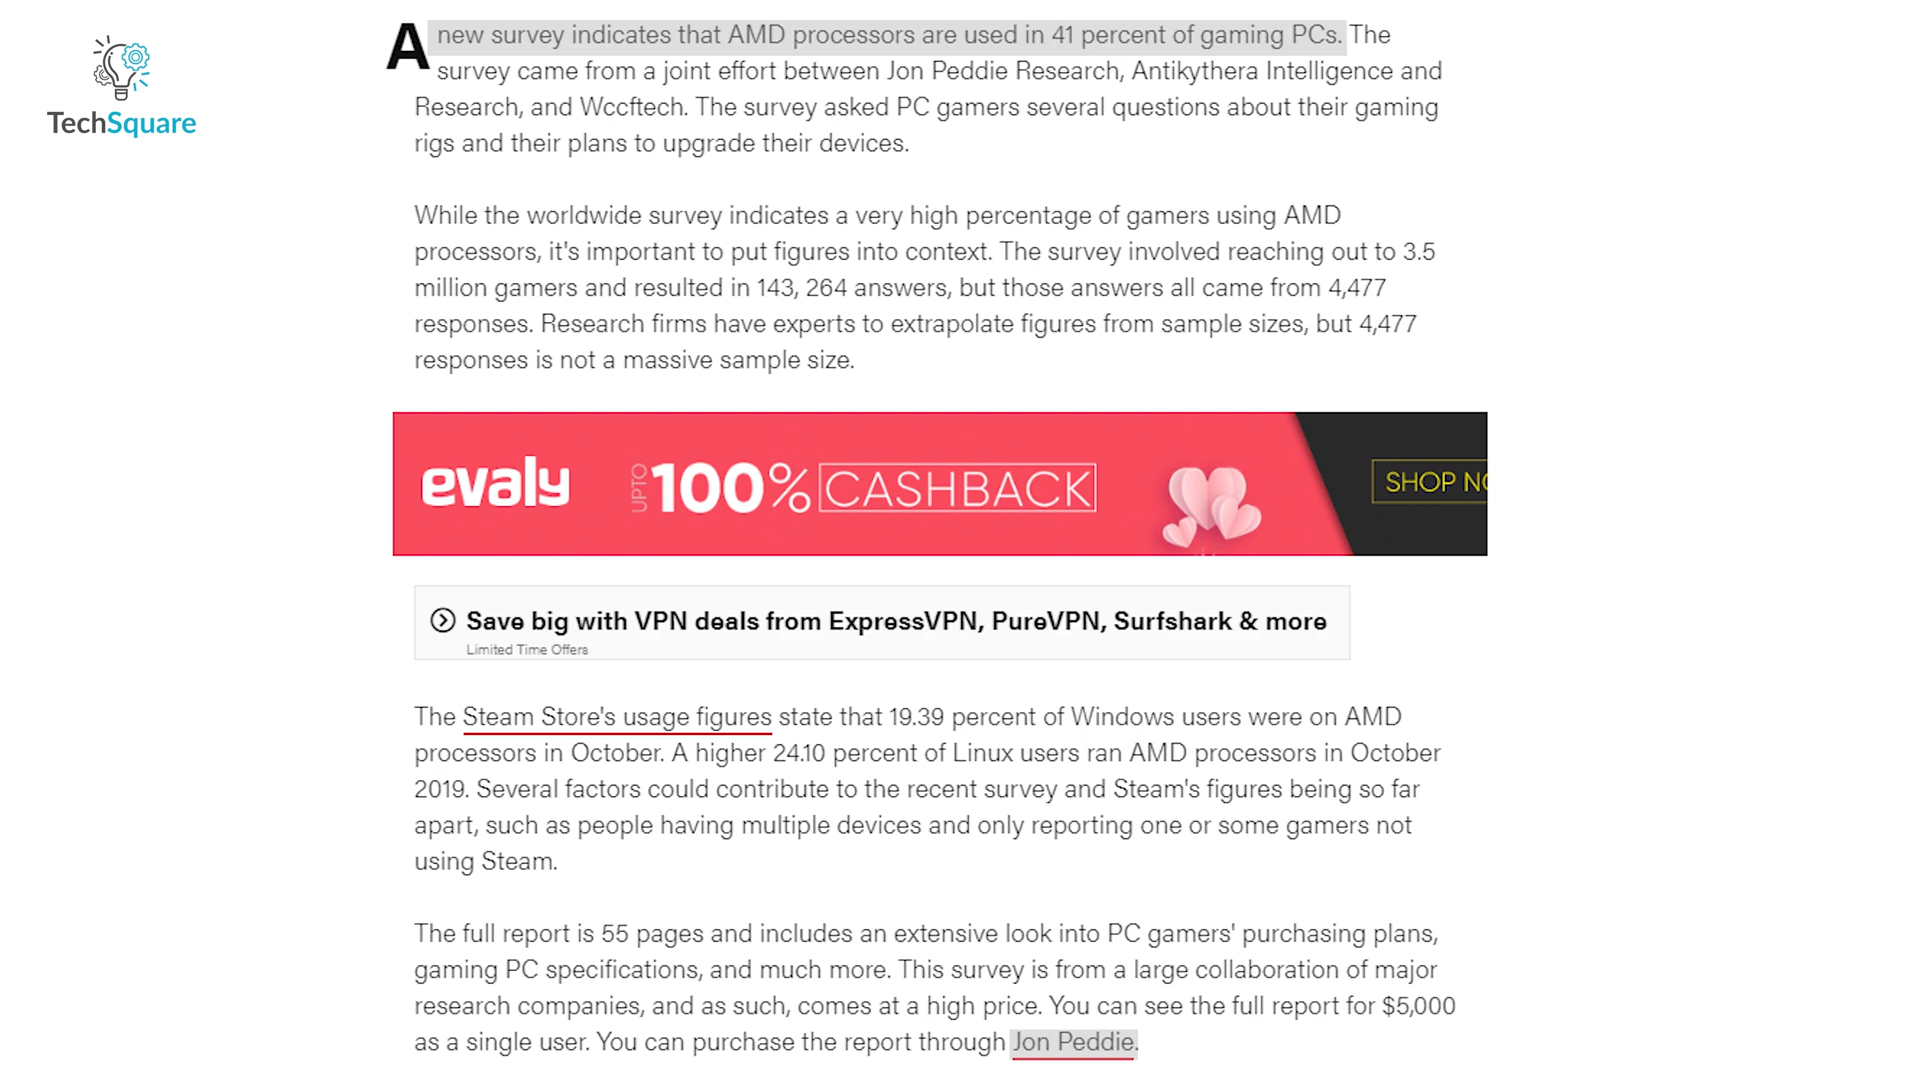 TechSquare
A new survey indicates that AMD processors are used in 41 percent of gaming PCs. The
survey came from a joint effort between Jon Peddie Research, Antikythera Intelligence and
Research, and Wccftech. The survey asked PC gamers several questions about their gaming
rigs and their plans to upgrade their devices.
While the worldwide survey indicates a very high percentage of gamers using AMD
processors, it's important to put figures into context. The survey involved reaching out to 3.5
million gamers and resulted in 143, 264 answers, but those answers all came from 4,477
responses. Research firms have experts to extrapolate figures from sample sizes, but 4,477
responses is not a massive sample size.
evaly UPTO 100% CASHBACK SHOP NO
Save big with VPN deals from ExpressVPN, PureVPN, Surfshark & more
Limited Time Offers
The Steam Store's usage figures state that 19.39 percent of Windows users were on AMD
processors in October. A higher 24.10 percent of Linux users ran AMD processors in October
2019. Several factors could contribute to the recent survey and Steam's figures being so far
apart, such as people having multiple devices and only reporting one or some gamers not
using Steam.
The full report is 55 pages and includes an extensive look into PC gamers' purchasing plans,
gaming PC specifications, and much more. This survey is from a large collaboration of major
research companies, and as such, comes at a high price. You can see the full report for $5,000
as a single user. You can purchase the report through Jon Peddie.